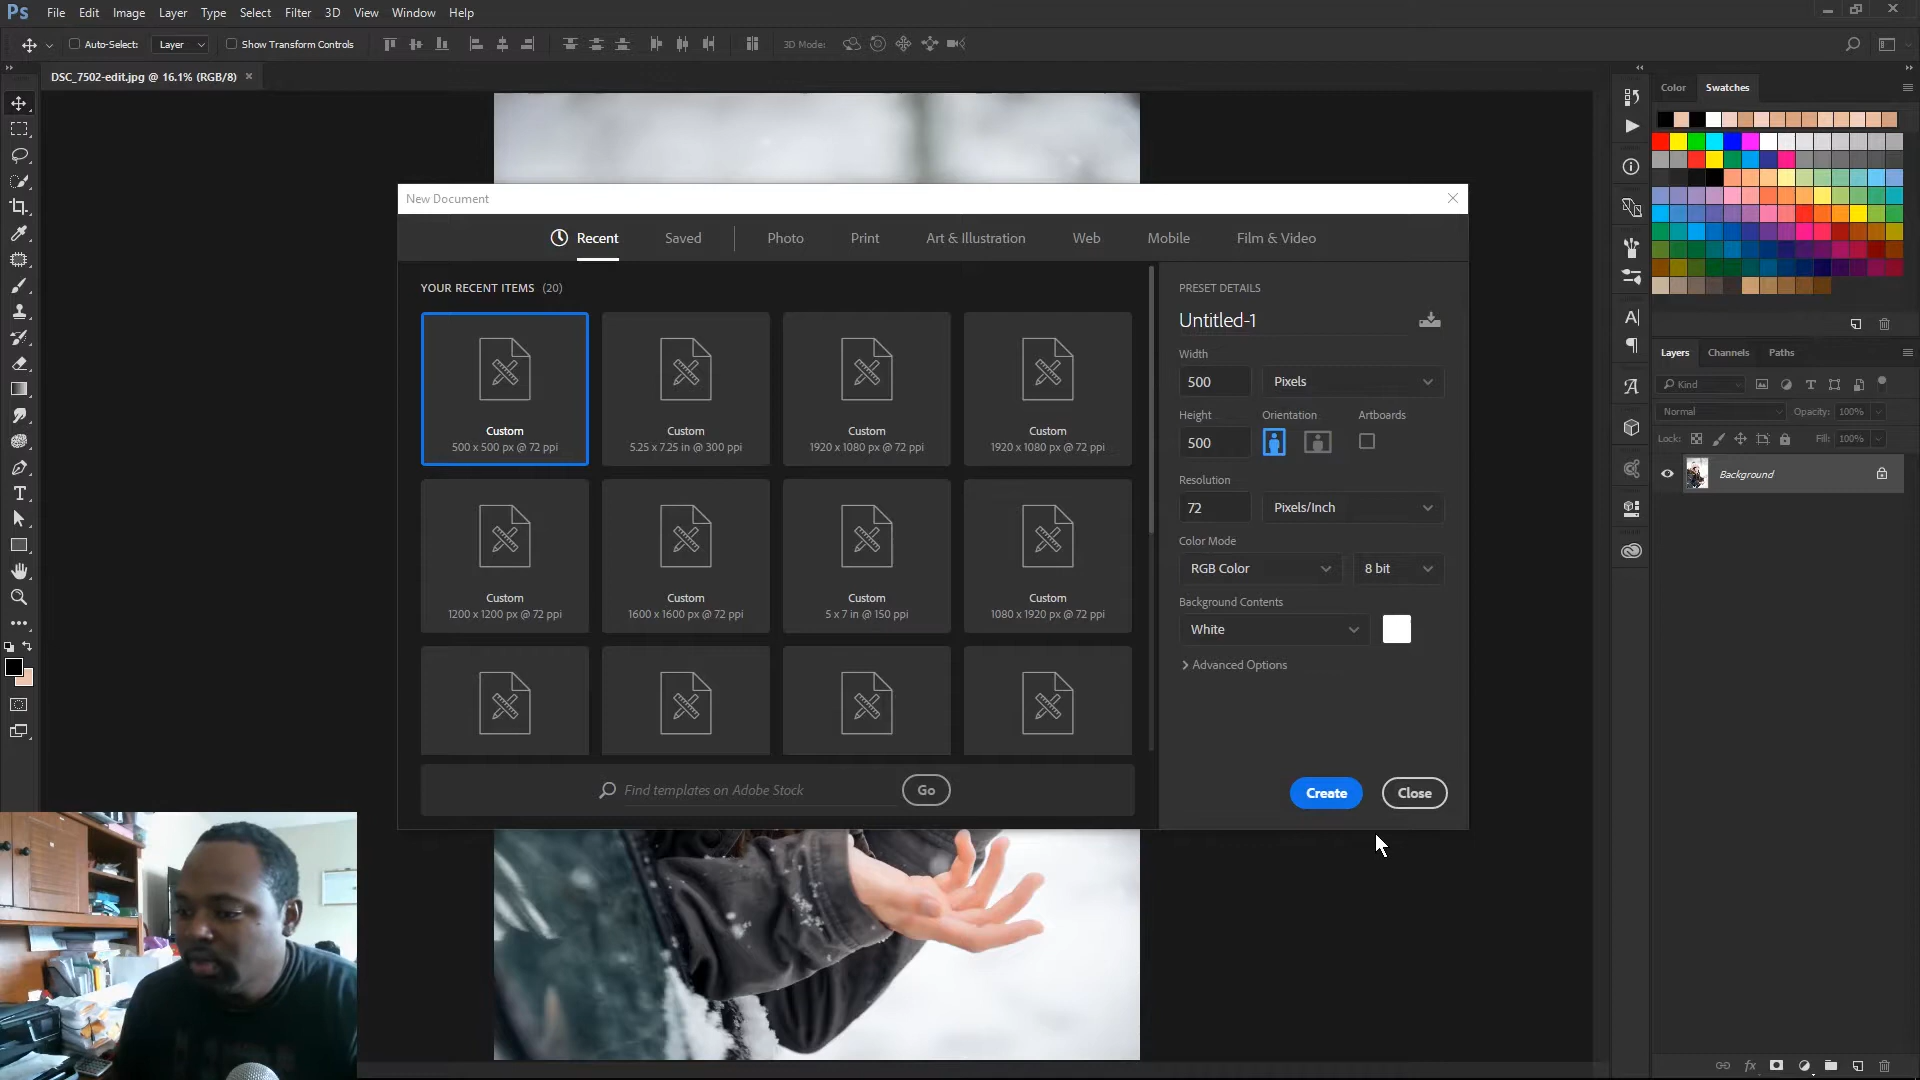 Ps File Edit Image Layer Type Select Filter 3D View Window Help
Auto-Select: Layer Show Transform Controls 3D Mode:
DSC_7502-edit.jpg @ 16.1% (RGB/8) ×
Color Swatches
New Document
Recent Saved Photo Print Art & Illustration Web Mobile Film & Video
YOUR RECENT ITEMS (20)
Custom
500 x 500 px @ 72 ppi
Custom
5.25 x 7.25 in @ 300 ppi
Custom
1920 x 1080 px @ 72 ppi
Custom
1920 x 1080 px @ 72 ppi
Custom
1200 x 1200 px @ 72 ppi
Custom
1600 x 1600 px @ 72 ppi
Custom
5 x 7 in @ 150 ppi
Custom
1080 x 1920 px @ 72 ppi
Find templates on Adobe Stock Go
PRESET DETAILS
Untitled-1
Width
500 Pixels
Height Orientation Artboards
500
Resolution
72 Pixels/Inch
Color Mode
RGB Color 8 bit
Background Contents
White
Advanced Options
Create Close
Layers Channels Paths
Kind
Normal Opacity: 100%
Lock: Fill: 100%
Background
fx